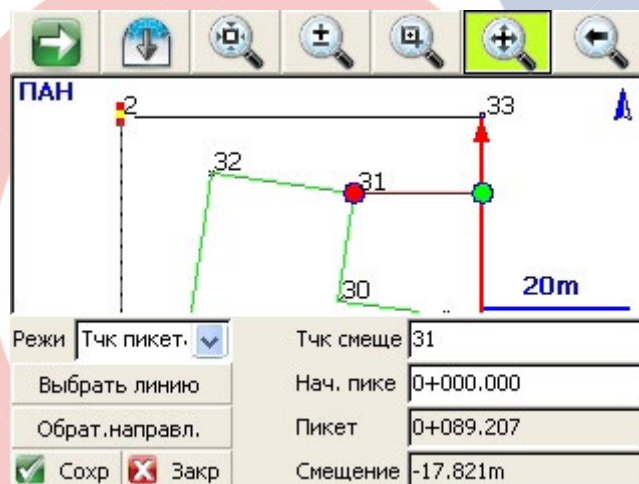 ПАН
2
33
32
31
30
20m
Режи Тчк пикет. Тчк смеще 31
Выбрать линию Нач. пике 0+000.000
Обрат.направл. Пикет 0+089.207
Сохр Закр Смещение -17.821m